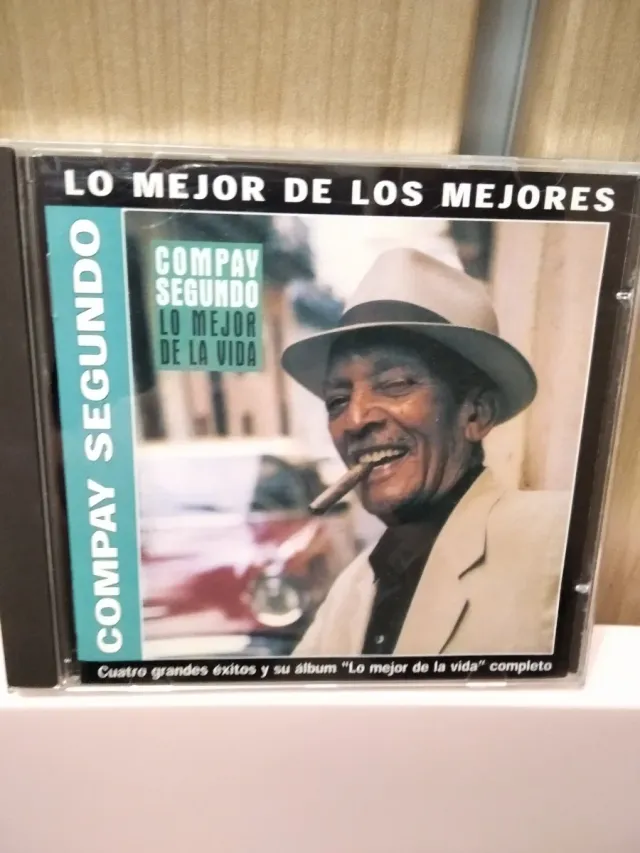 LO MEJOR DE LOS MEJORES
COMPAY SEGUNDO
COMPAY
SEGUNDO
LO MEJOR
DE LA VIDA
Cuatro grandes éxitos y su álbum "Lo mejor de la vida" completo